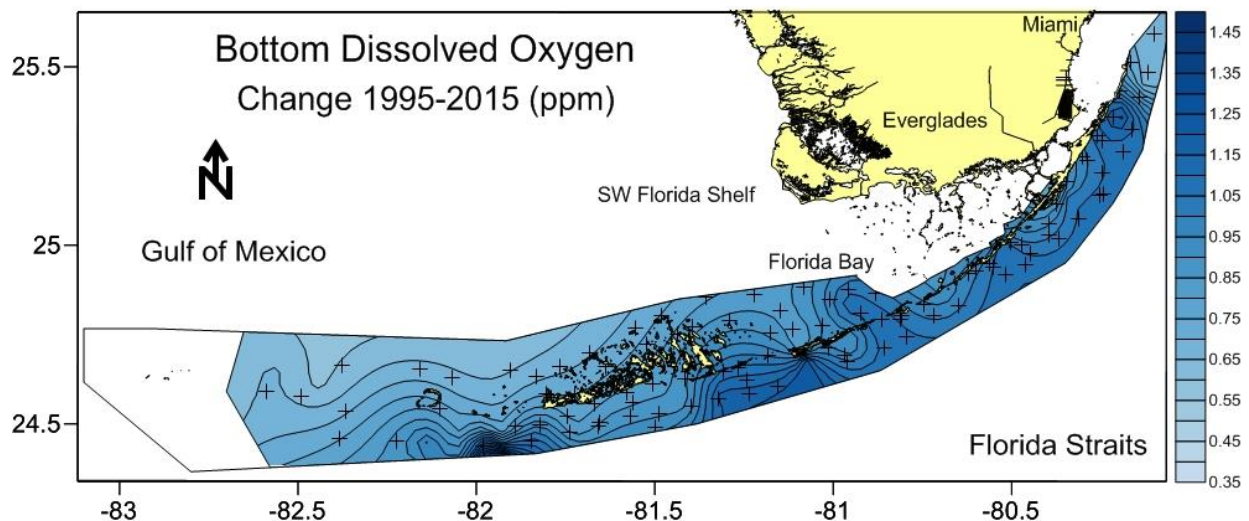 Bottom Dissolved Oxygen
Change 1995-2015 (ppm)
N
Miami
Everglades
SW Florida Shelf
Gulf of Mexico
Florida Bay
Florida Straits
25.5
25
24.5
-83
-82.5
-82
-81.5
-81
-80.5
1.45
1.35
1.25
1.15
1.05
0.95
0.85
0.75
0.65
0.55
0.45
0.35